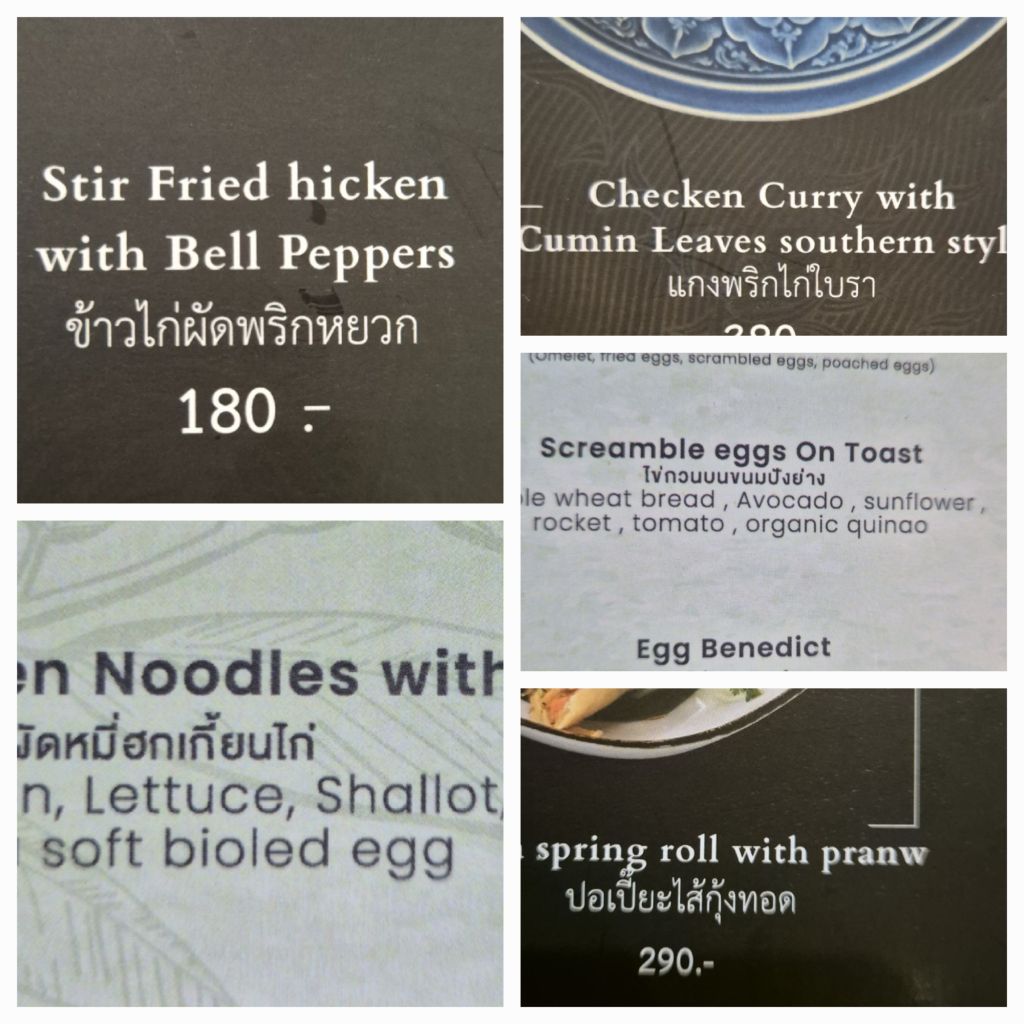 Stir Fried hicken
with Bell Peppers
ข้าวไก่ผัดพริกหยวก
180 .-
Checken Curry with
Cumin Leaves southern styl
แกงพริกไก่ใบรา
280
(Omelet, fried eggs, scrambled eggs, poached eggs)
Screamble eggs On Toast
ไข่กวนบนขนมปังย่าง
le wheat bread , Avocado , sunflower ,
rocket , tomato , organic quinao
Egg Benedict
en Noodles with
ผัดหมี่ฮกเกี้ยนไก่
n, Lettuce, Shallot,
soft bioled egg
spring roll with pranw
ปอเปี๊ยะไส้กุ้งทอด
290.-